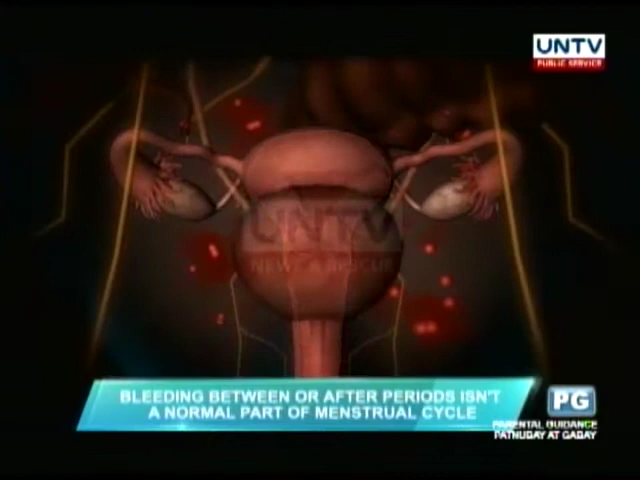 UNTV
PUBLIC SERVICE
UNTV
NEWS & RESCUE
BLEEDING BETWEEN OR AFTER PERIODS ISN'T
A NORMAL PART OF MENSTRUAL CYCLE
PG
PARENTAL GUIDANCE
PATNUBAY AT GABAY